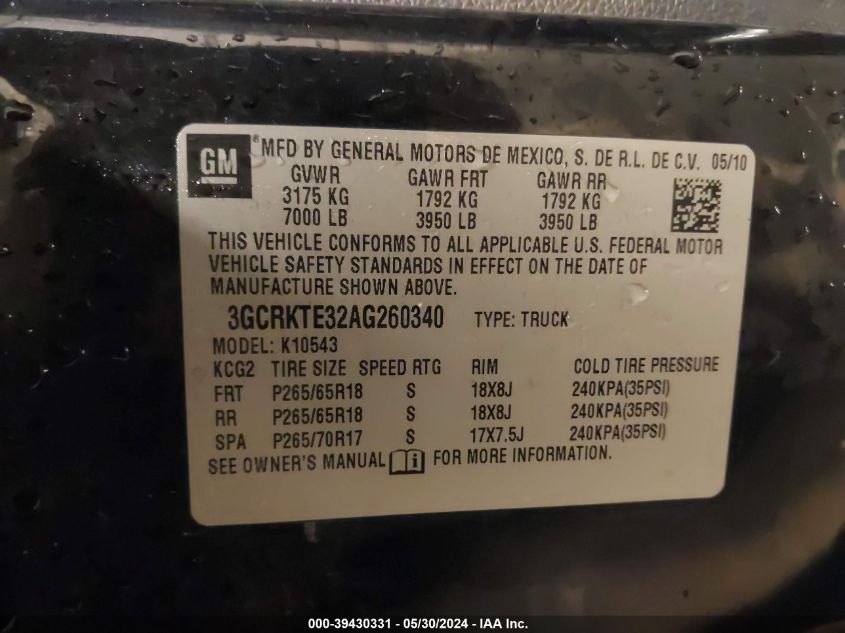 GM ® MFD BY GENERAL MOTORS DE MEXICO, S. DE R.L. DE C.V. 05/10
GVWR GAWR FRT GAWR RR
3175 KG 1792 KG 1792 KG
7000 LB 3950 LB 3950 LB
THIS VEHICLE CONFORMS TO ALL APPLICABLE U.S. FEDERAL MOTOR
VEHICLE SAFETY STANDARDS IN EFFECT ON THE DATE OF
MANUFACTURE SHOWN ABOVE.
3GCRKTE32AG260340 TYPE: TRUCK
MODEL: K10543
KCG2 TIRE SIZE SPEED RTG RIM COLD TIRE PRESSURE
FRT P265/65R18 S 18X8J 240KPA(35PSI)
RR P265/65R18 S 18X8J 240KPA(35PSI)
SPA P265/70R17 S 17X7.5J 240KPA(35PSI)
SEE OWNER'S MANUAL i FOR MORE INFORMATION.
000-39430331 — 05/30/2024 — IAA Inc.